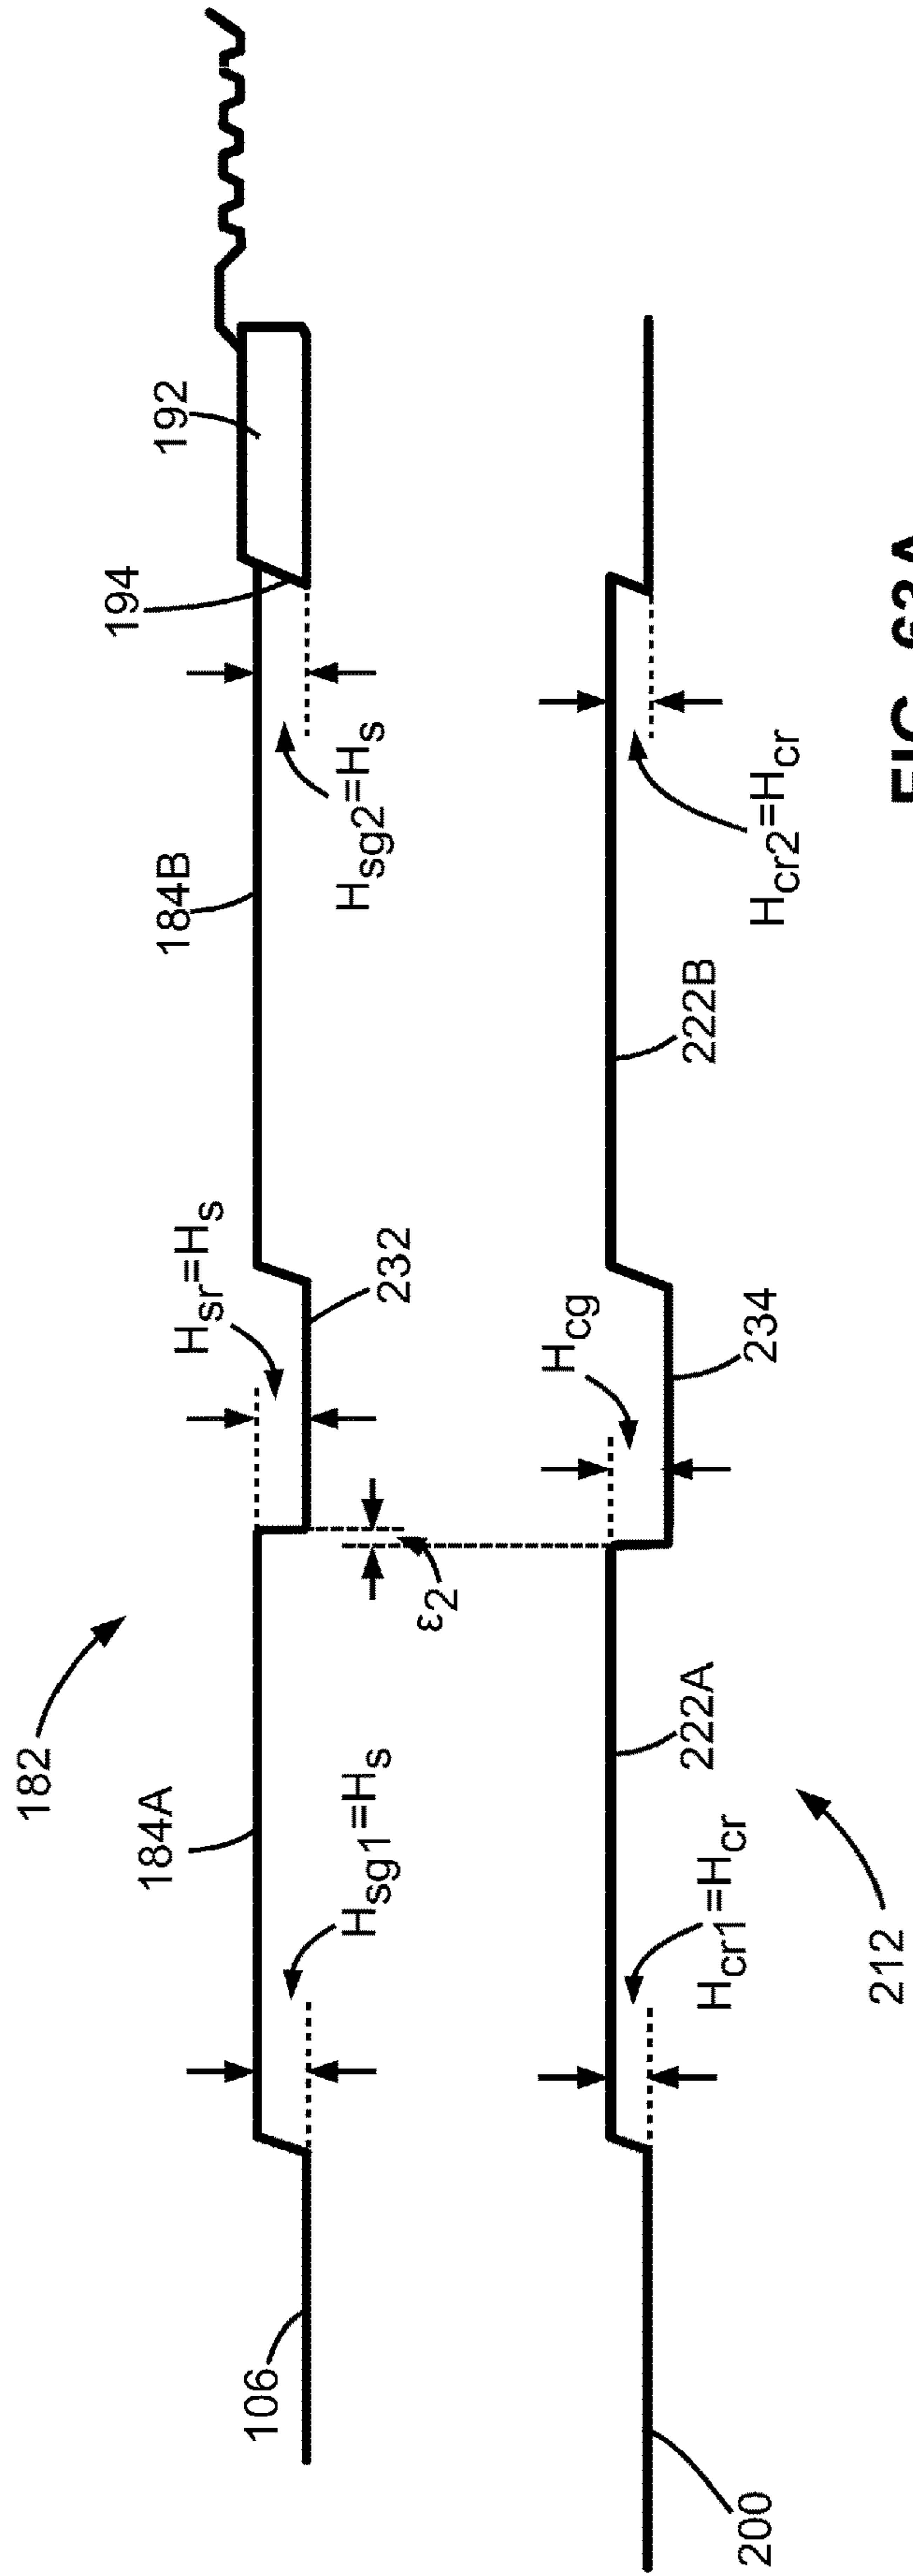 182
184A
184B
194
192
Hsr=Hs
106
Hsg1=Hs
232
Hsg2=Hs
ε2
Hcg
200
Hcr1=Hcr
222A
234
222B
Hcr2=Hcr
212
FIG. 63A